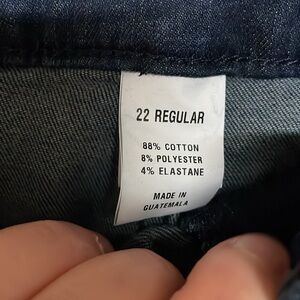 22 REGULAR
88% COTTON
8% POLYESTER
4% ELASTANE
MADE IN
GUATEMALA